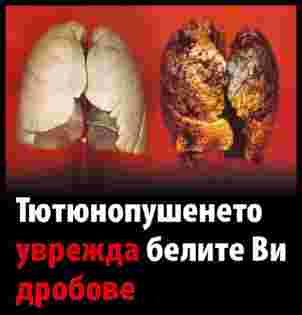 Тютюнопушенето
уврежда белите Ви
дробове